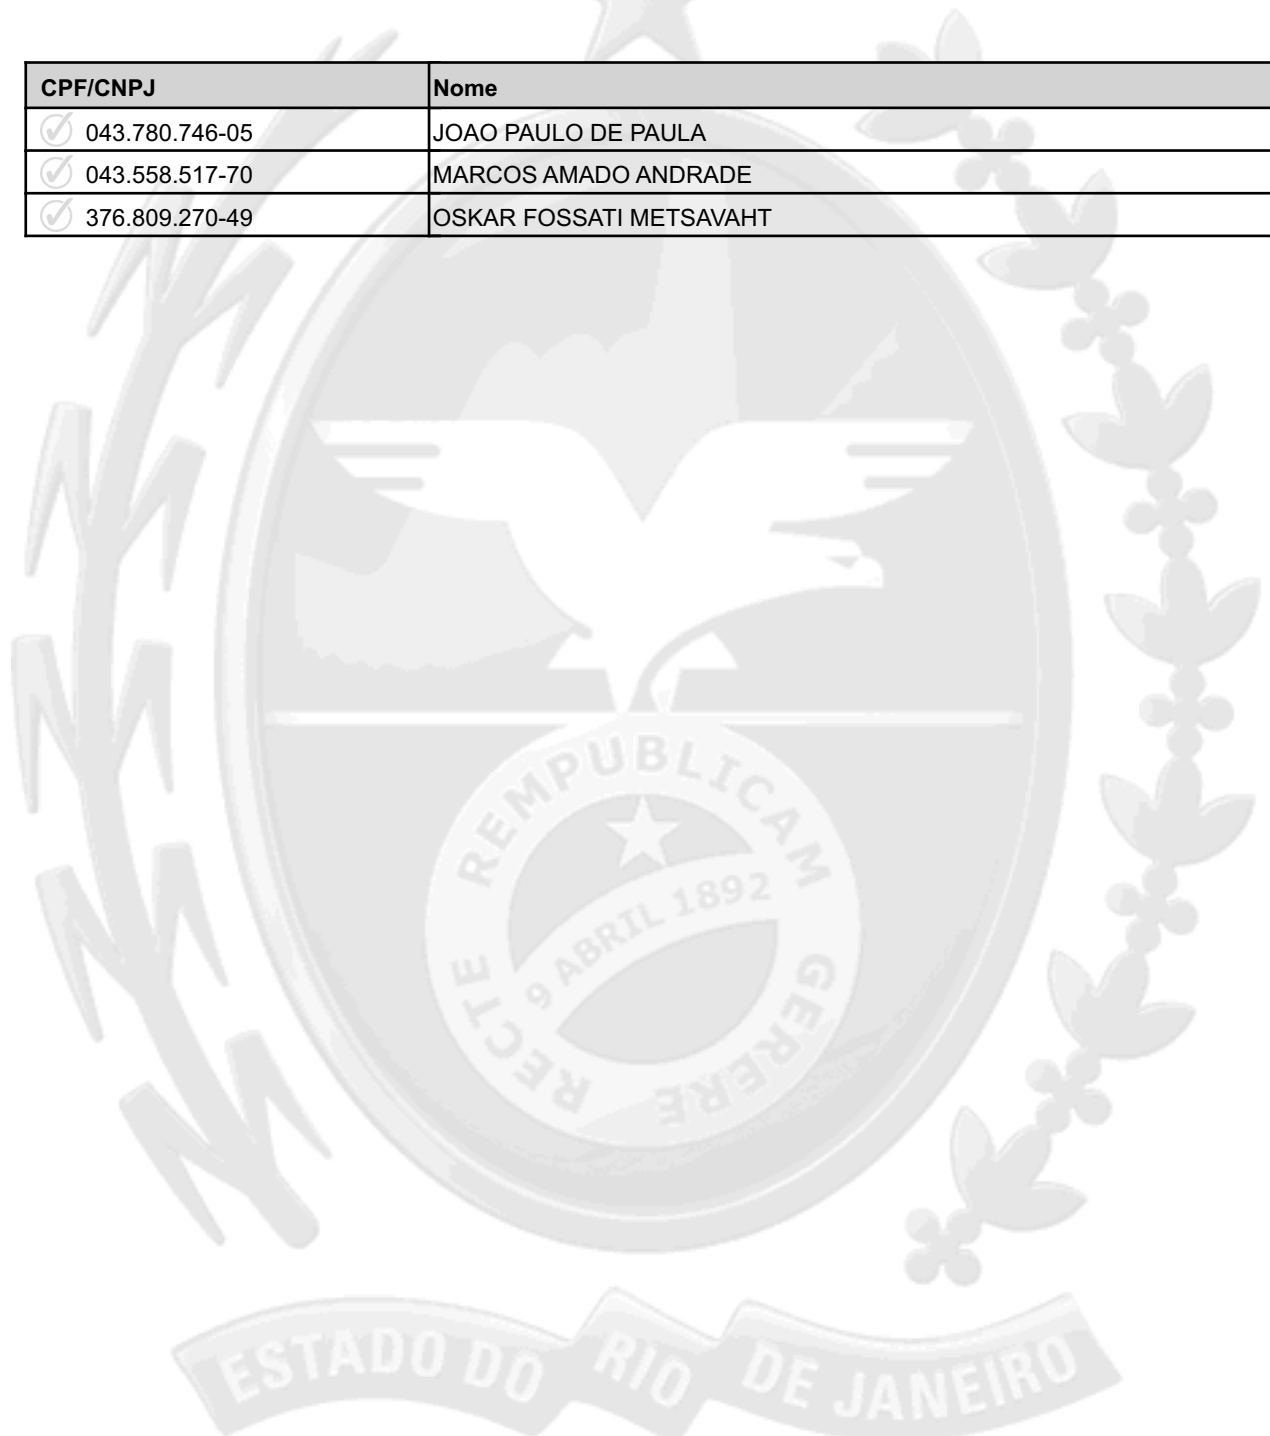 CPF/CNPJ Nome
043.780.746-05 JOAO PAULO DE PAULA
043.558.517-70 MARCOS AMADO ANDRADE
376.809.270-49 OSKAR FOSSATI METSAVAHT
RECTE REMPUBLICAM GERERE
9 ABRIL 1892
ESTADO DO RIO DE JANEIRO